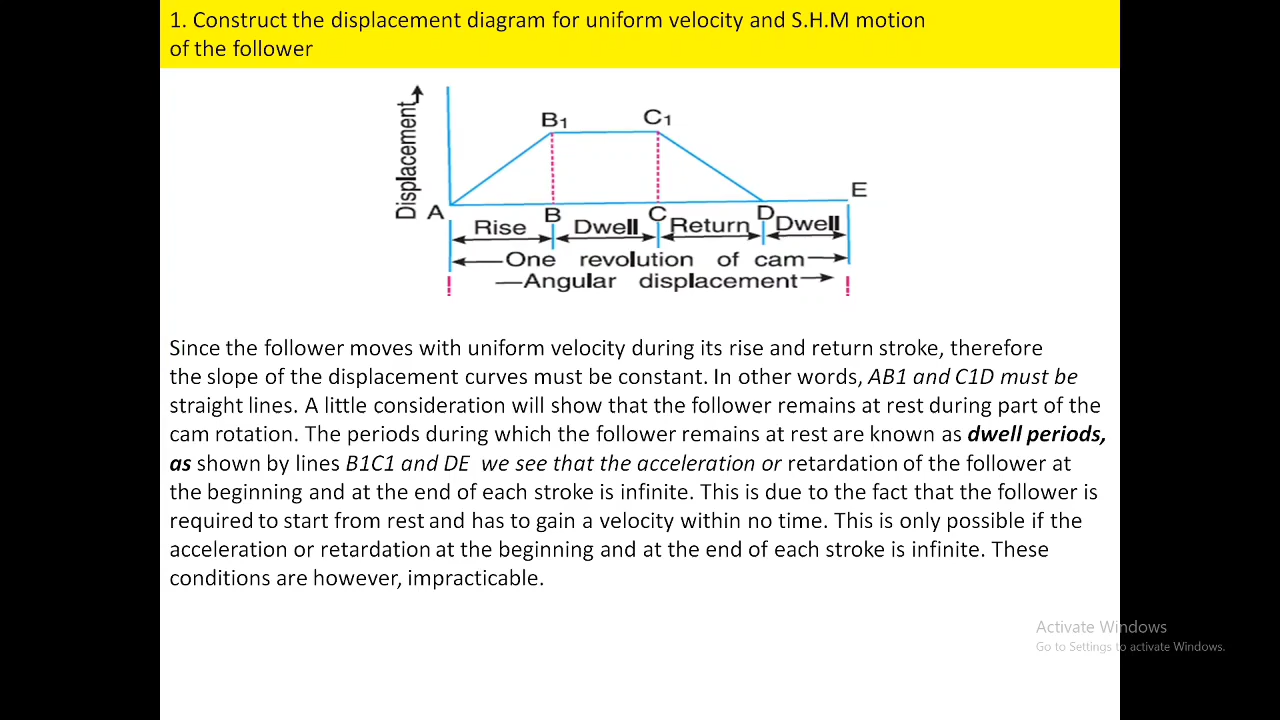 1. Construct the displacement diagram for uniform velocity and S.H.M motion
of the follower
Displacement
B1
C1
A
B
C
D
E
Rise
Dwell
Return
Dwell
One revolution of cam
Angular displacement
Since the follower moves with uniform velocity during its rise and return stroke, therefore
the slope of the displacement curves must be constant. In other words, AB1 and C1D must be
straight lines. A little consideration will show that the follower remains at rest during part of the
cam rotation. The periods during which the follower remains at rest are known as dwell periods,
as shown by lines B1C1 and DE we see that the acceleration or retardation of the follower at
the beginning and at the end of each stroke is infinite. This is due to the fact that the follower is
required to start from rest and has to gain a velocity within no time. This is only possible if the
acceleration or retardation at the beginning and at the end of each stroke is infinite. These
conditions are however, impracticable.
Activate Windows
Go to Settings to activate Windows.